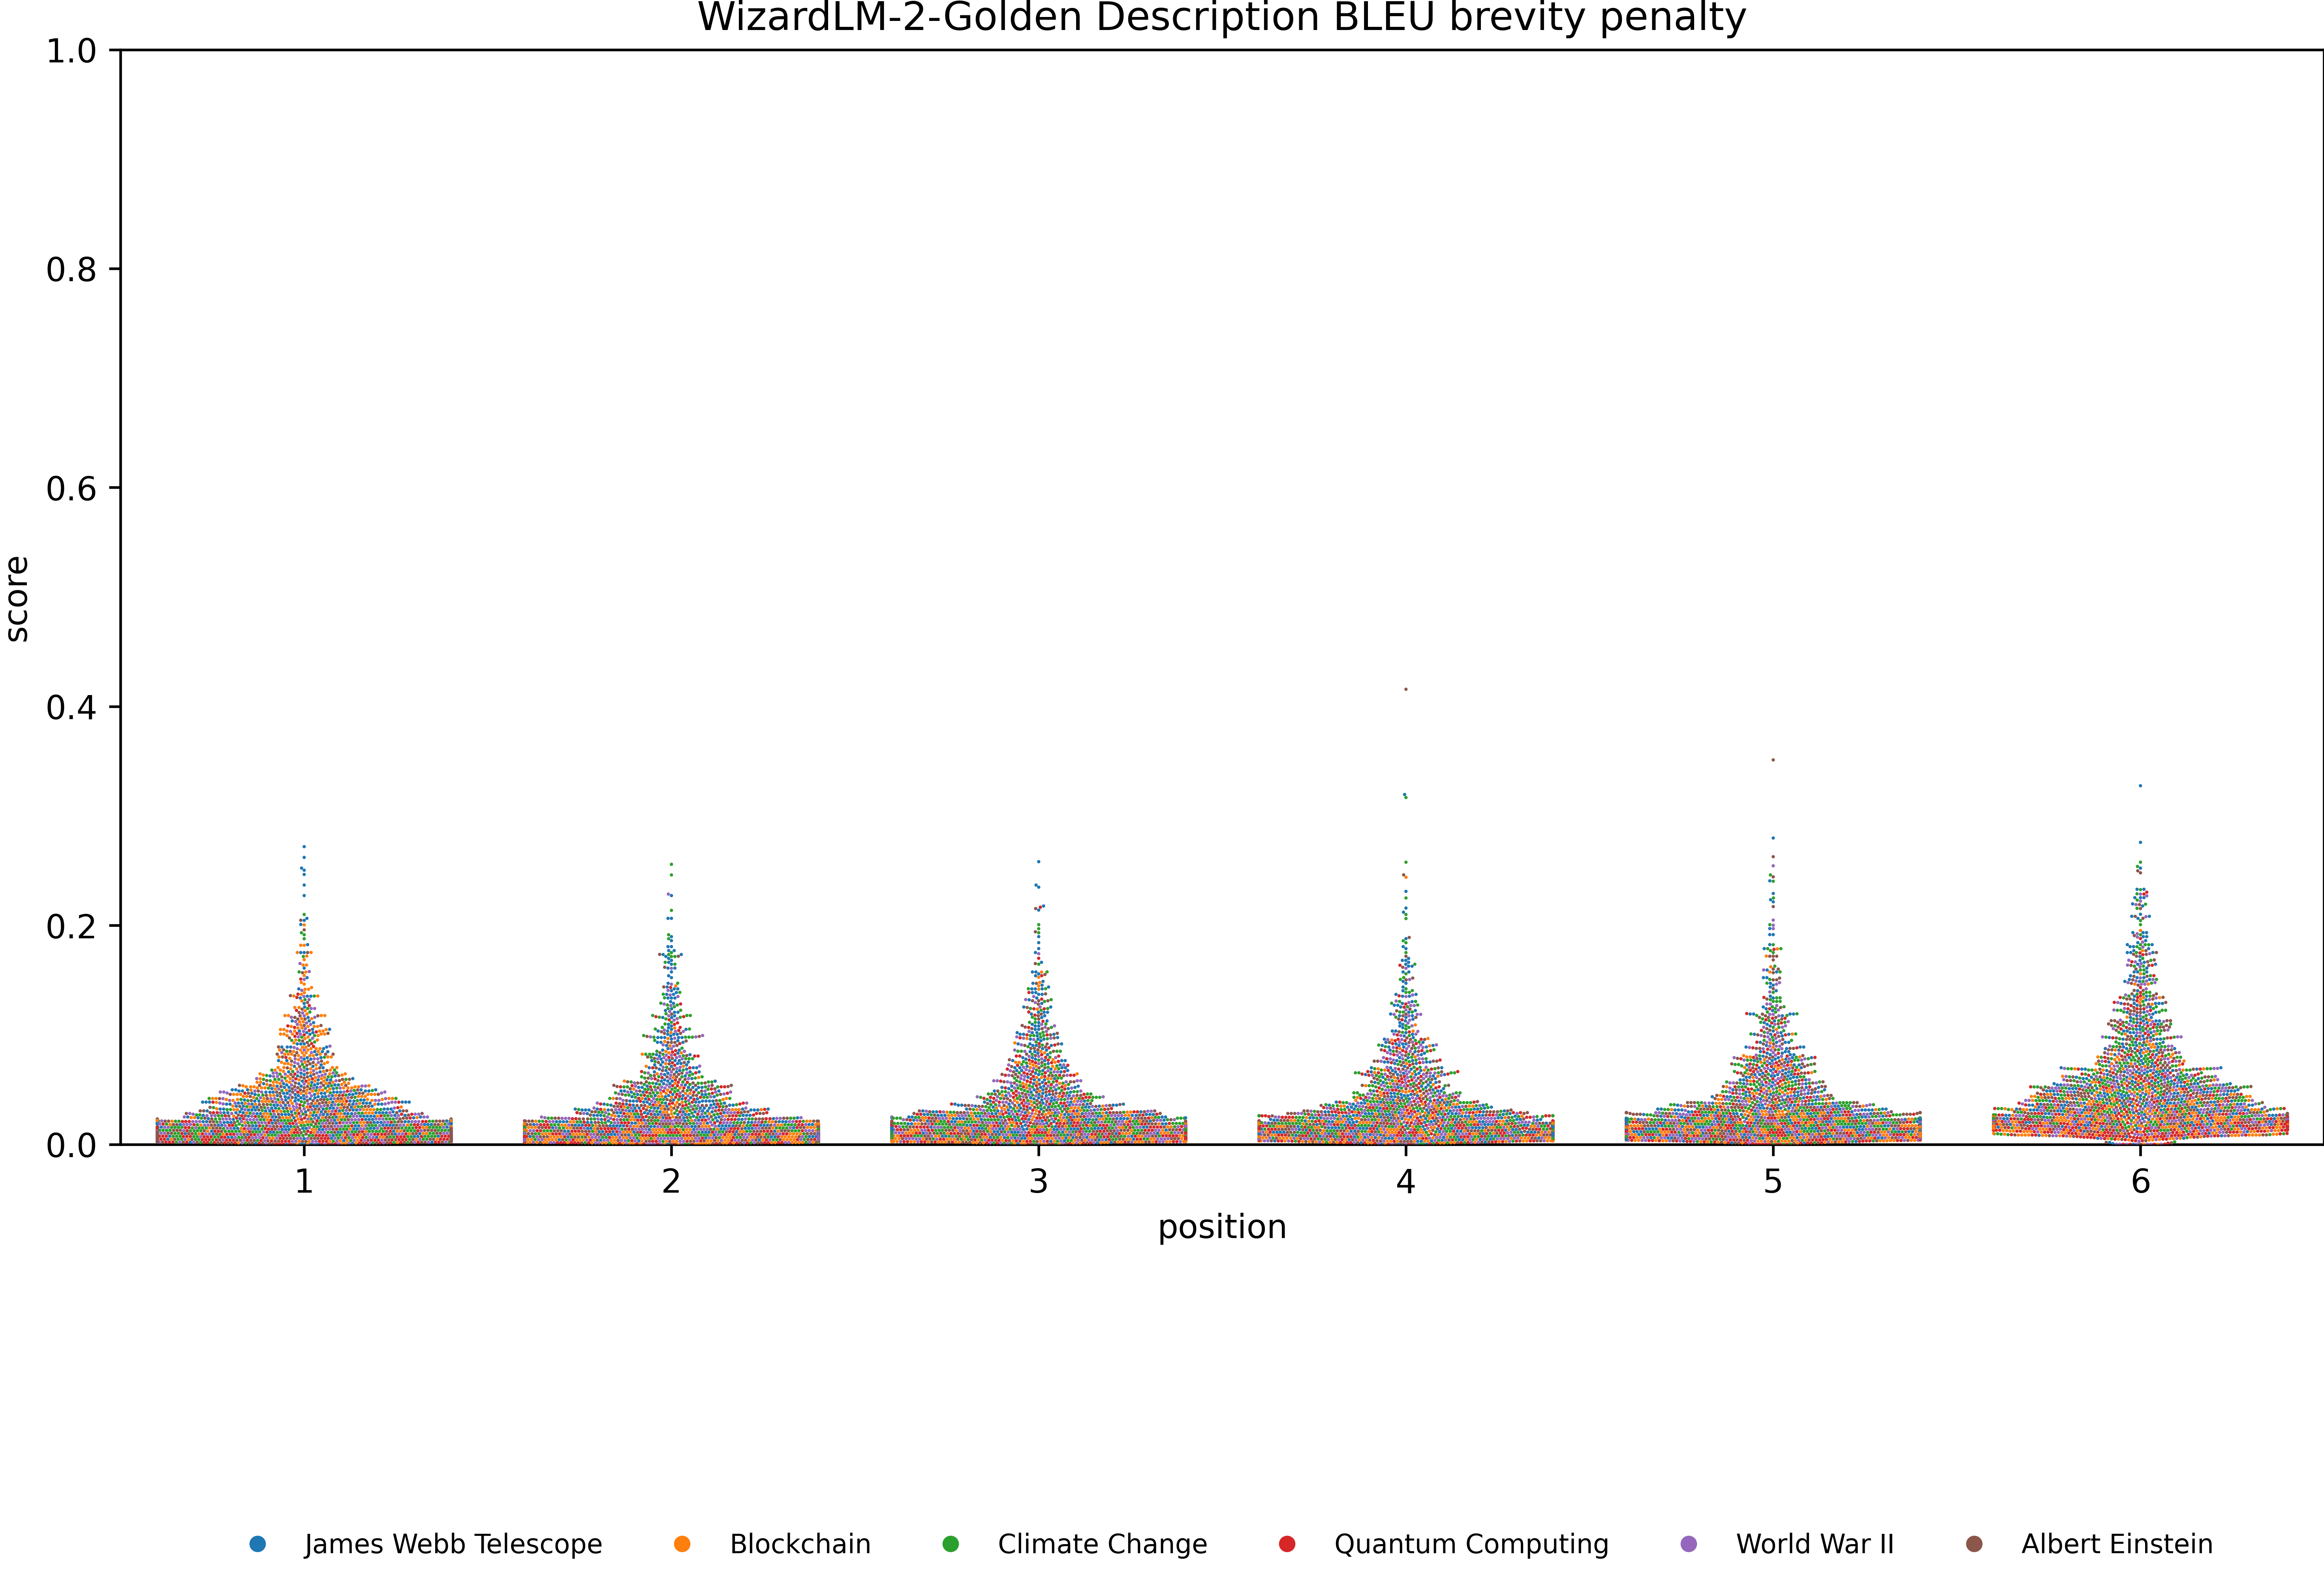 WizardLM-2-Golden Description BLEU brevity penalty
1.0
0.8
0.6
0.4
0.2
0.0
score
1 2 3 4 5 6
position
James Webb Telescope Blockchain Climate Change Quantum Computing World War II Albert Einstein